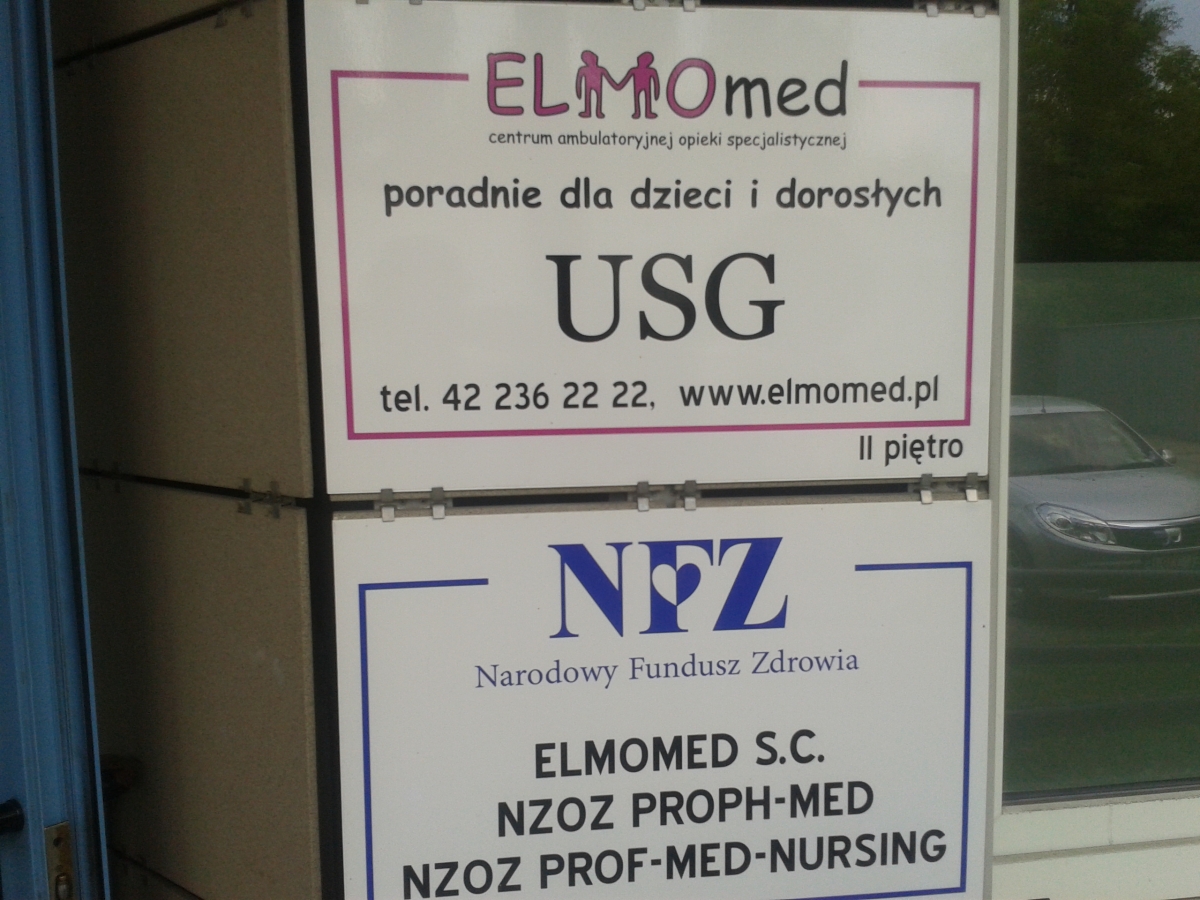 ELMOmed
centrum ambulatoryjnej opieki specjalistycznej
poradnie dla dzieci i dorosłych
USG
tel. 42 236 22 22, www.elmomed.pl
II piętro
NFZ
Narodowy Fundusz Zdrowia
ELMOMED S.C.
NZOZ PROPH-MED
NZOZ PROF-MED-NURSING